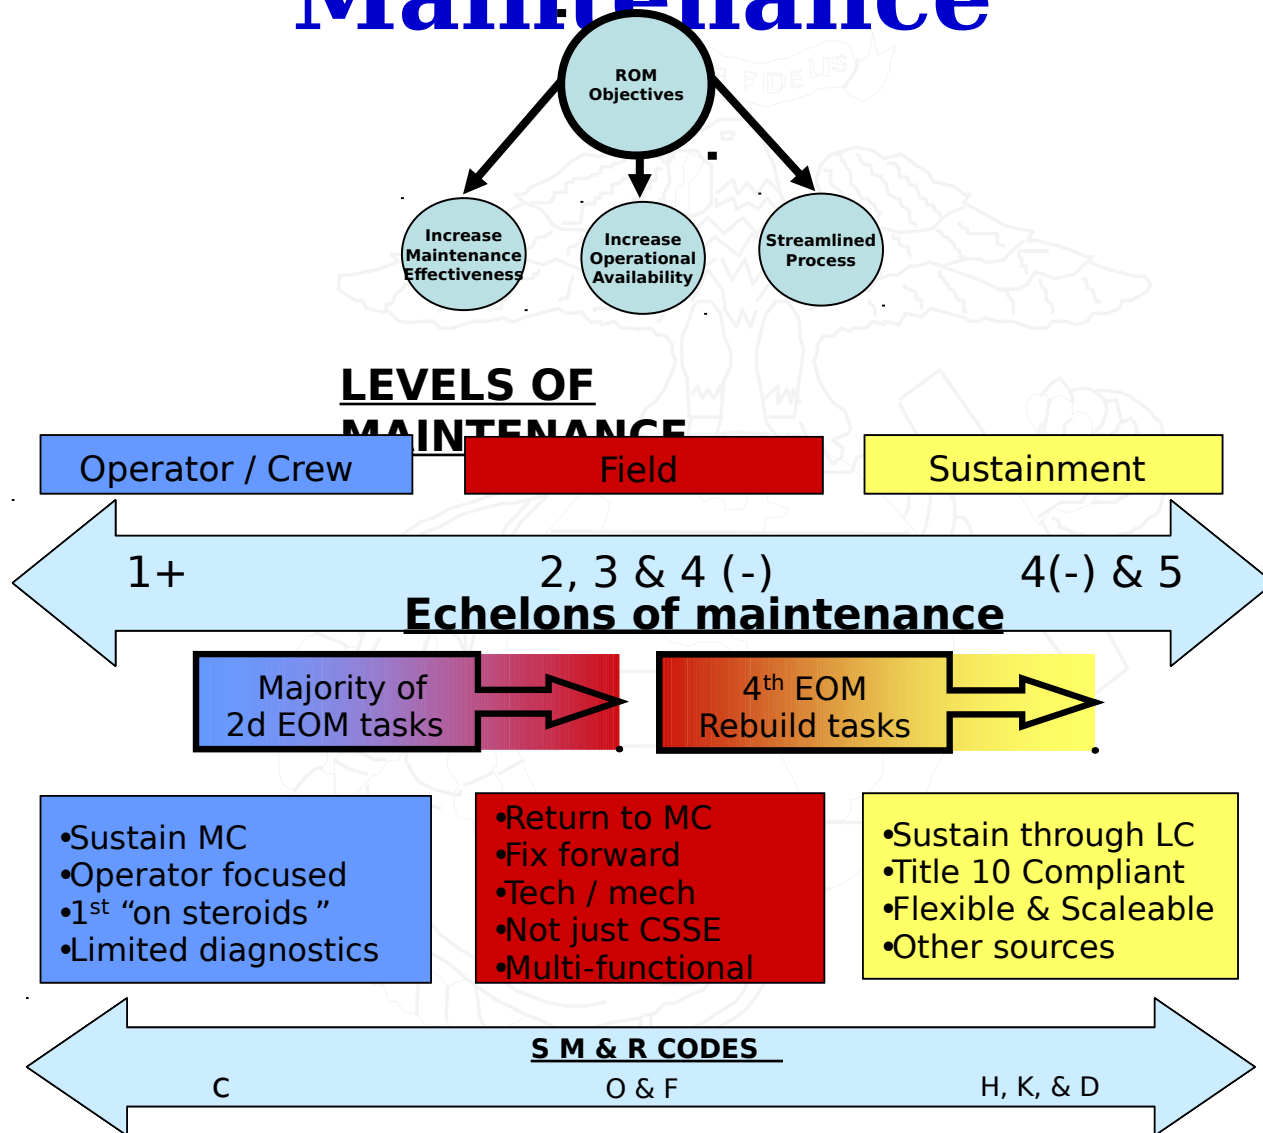 Maintenance
FIDELIS
ROM
Objectives
Increase
Maintenance
Effectiveness
Increase
Operational
Availability
Streamlined
Process
LEVELS OF
MAINTENANCE
Operator / Crew
Field
Sustainment
1+
2, 3 & 4 (-)
4(-) & 5
Echelons of maintenance
Majority of
2d EOM tasks
4th EOM
Rebuild tasks
•Sustain MC
•Operator focused
•1st “on steroids ”
•Limited diagnostics
•Return to MC
•Fix forward
•Tech / mech
•Not just CSSE
•Multi-functional
•Sustain through LC
•Title 10 Compliant
•Flexible & Scaleable
•Other sources
S M & R CODES
C
O & F
H, K, & D